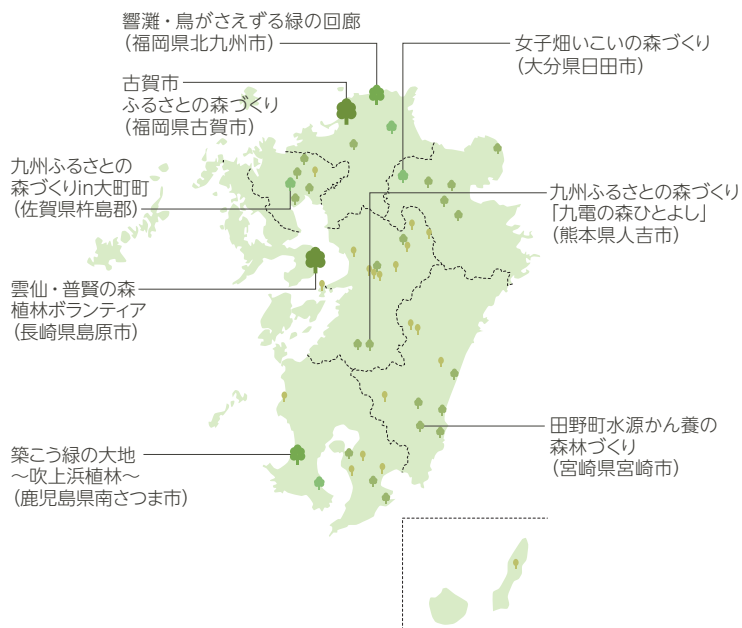 響灘・鳥がさえずる緑の回廊
(福岡県北九州市)
女子畑いこいの森づくり
(大分県日田市)
古賀市
ふるさとの森づくり
(福岡県古賀市)
九州ふるさとの
森づくりin大町町
(佐賀県杵島郡)
九州ふるさとの森づくり
「九電の森ひとよし」
(熊本県人吉市)
雲仙・普賢の森
植林ボランティア
(長崎県島原市)
田野町水源かん養の
森林づくり
(宮崎県宮崎市)
築こう緑の大地
～吹上浜植林～
(鹿児島県南さつま市)